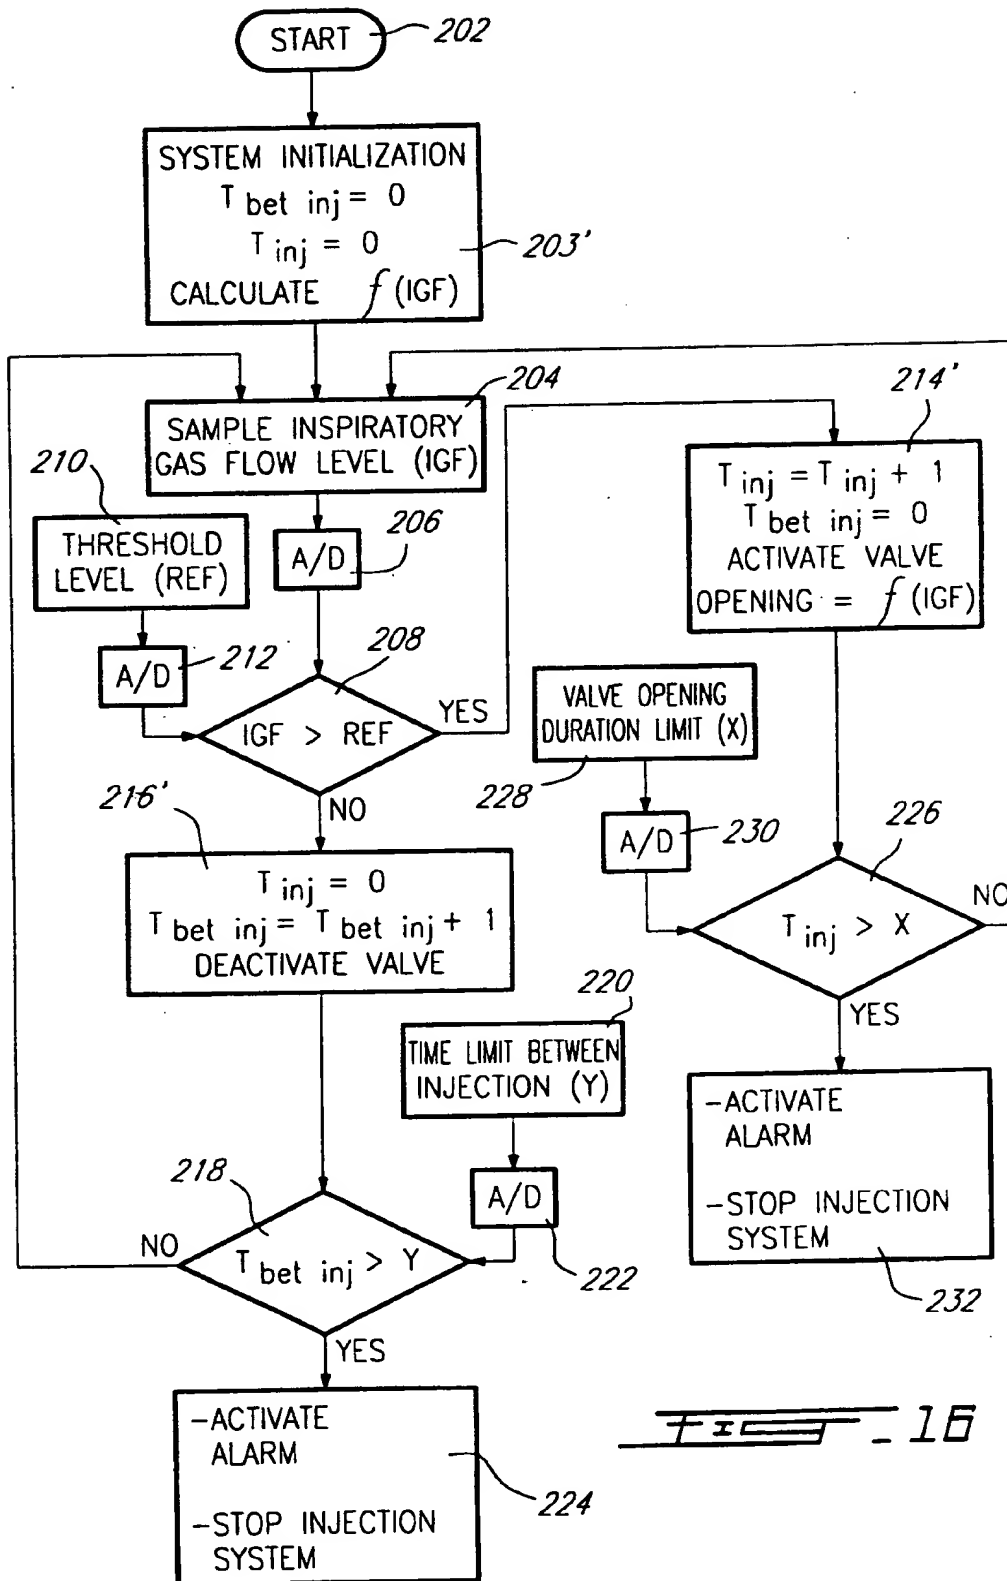 START
202
SYSTEM INITIALIZATION
T bet inj = 0
T inj = 0
CALCULATE f (IGF)
203'
204
SAMPLE INSPIRATORY
GAS FLOW LEVEL (IGF)
214'
T inj = T inj + 1
T bet inj = 0
ACTIVATE VALVE
OPENING = f (IGF)
210
THRESHOLD
LEVEL (REF)
A/D
206
A/D
212
208
IGF > REF
YES
NO
VALVE OPENING
DURATION LIMIT (X)
228
A/D
230
226
T inj > X
NO
YES
216'
T inj = 0
T bet inj = T bet inj + 1
DEACTIVATE VALVE
220
TIME LIMIT BETWEEN
INJECTION (Y)
A/D
222
218
T bet inj > Y
NO
YES
-ACTIVATE
ALARM
-STOP INJECTION
SYSTEM
232
-ACTIVATE
ALARM
-STOP INJECTION
SYSTEM
224
FIG - 16